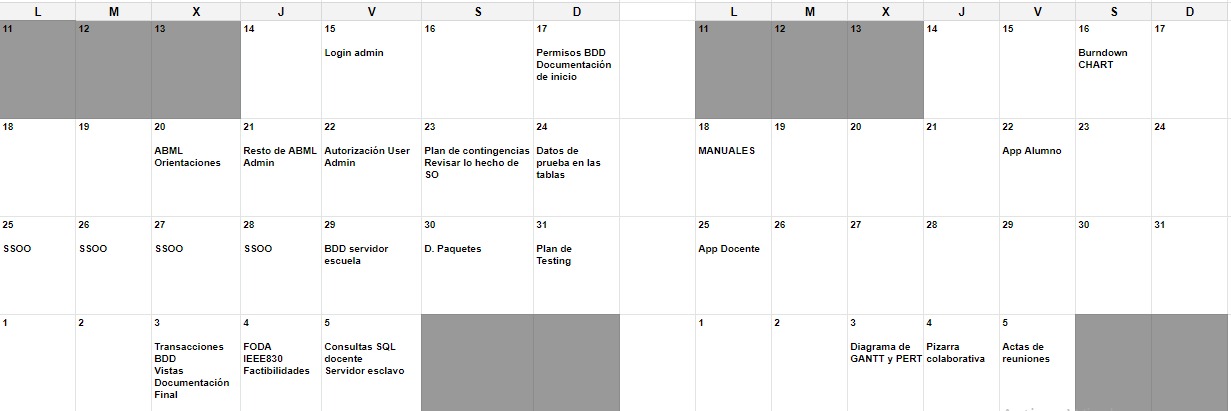 L M X J V S D L M X J V S D
11 12 13 14 15 16 17 11 12 13 14 15 16 17
Login admin Permisos BDD Burndown
Documentación CHART
de inicio
18 19 20 21 22 23 24 18 19 20 21 22 23 24
ABML Resto de ABML Autorización User Plan de contingencias Datos de MANUALES App Alumno
Orientaciones Admin Admin Revisar lo hecho de prueba en las
SO tablas
25 26 27 28 29 30 31 25 26 27 28 29 30 31
SSOO SSOO SSOO SSOO BDD servidor D. Paquetes Plan de App Docente
escuela Testing
1 2 3 4 5 1 2 3 4 5
Transacciones FODA Consultas SQL Diagrama de Pizarra Actas de
BDD IEEE830 docente GANTT y PERT colaborativa reuniones
Vistas Factibilidades Servidor esclavo
Documentación
Final